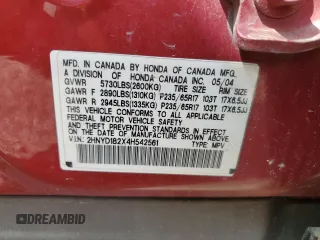 MFD. IN CANADA BY HONDA OF CANADA MFG.,
A DIVISION OF HONDA CANADA INC. 05/04
GVWR 5730LBS(2600KG) TIRE SIZE RIM SIZE
GAWR F 2890LBS(1310KG) P235/65R17 103T 17X6.5JJ
GAWR R 2945LBS(1335KG) P235/65R17 103T 17X6.5JJ
THIS VEHICLE CONFORMS TO ALL APPLICABLE
FEDERAL MOTOR VEHICLE SAFETY AND
THEFT PREVENTION STANDARDS IN EFFECT
ON THE DATE OF MANUFACTURE SHOWN ABOVE.
V.I.N.: 2HNYD182X4H542561 TYPE: MPV
DREAMBID